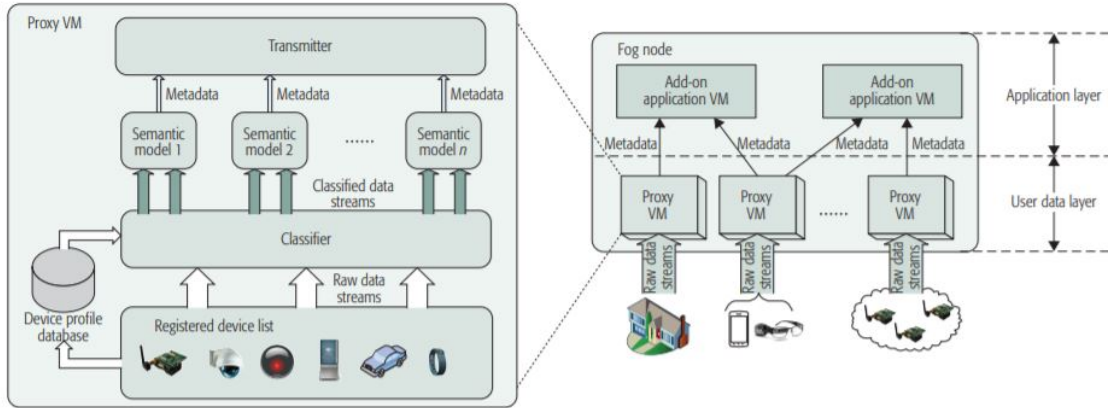 Proxy VM
Transmitter
Metadata
Metadata
Metadata
Semantic
model 1
Semantic
model 2
......
Semantic
model n
Classified data
streams
Classifier
Raw data
streams
Device profile
database
Registered device list
Fog node
Add-on
application VM
Add-on
application VM
Application layer
Metadata
Metadata
Metadata
Metadata
Proxy
VM
Proxy
VM
......
Proxy
VM
User data layer
Raw data
streams
Raw data
streams
Raw data
streams